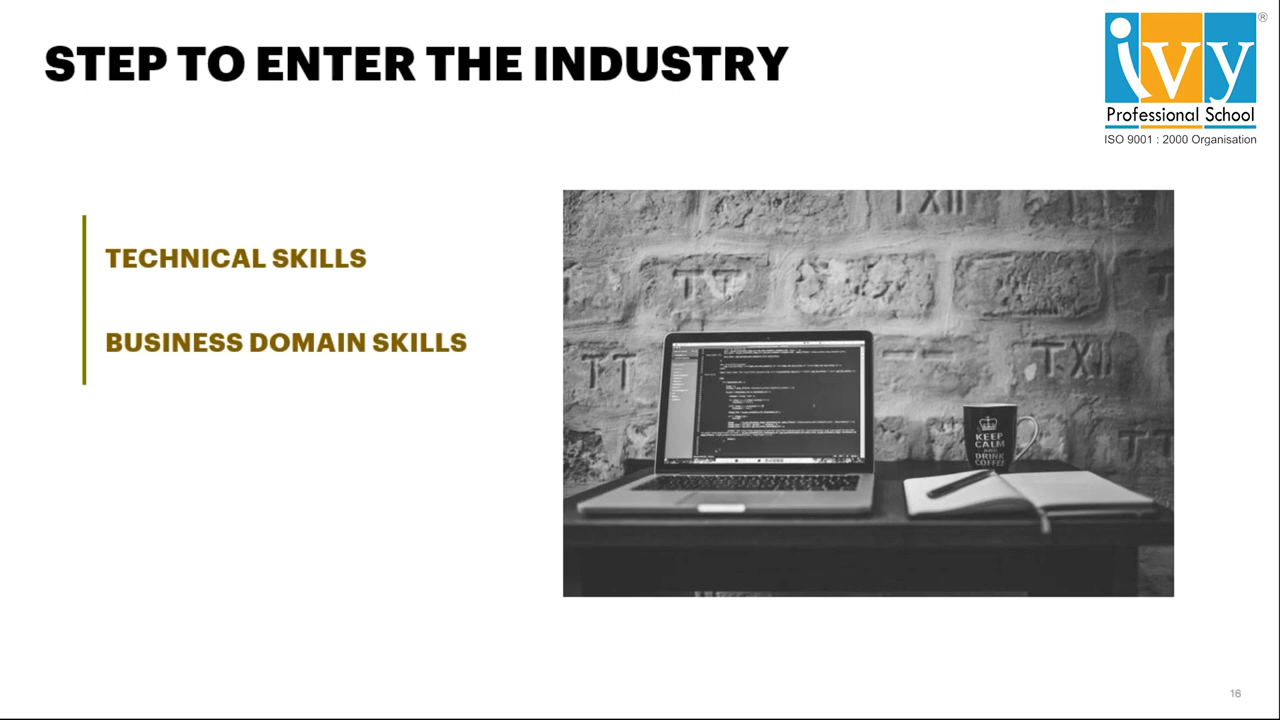 STEP TO ENTER THE INDUSTRY
ivy
®
Professional School
ISO 9001 : 2000 Organisation
TECHNICAL SKILLS
BUSINESS DOMAIN SKILLS
KEEP
CALM
AND
DRINK
COFFEE
16